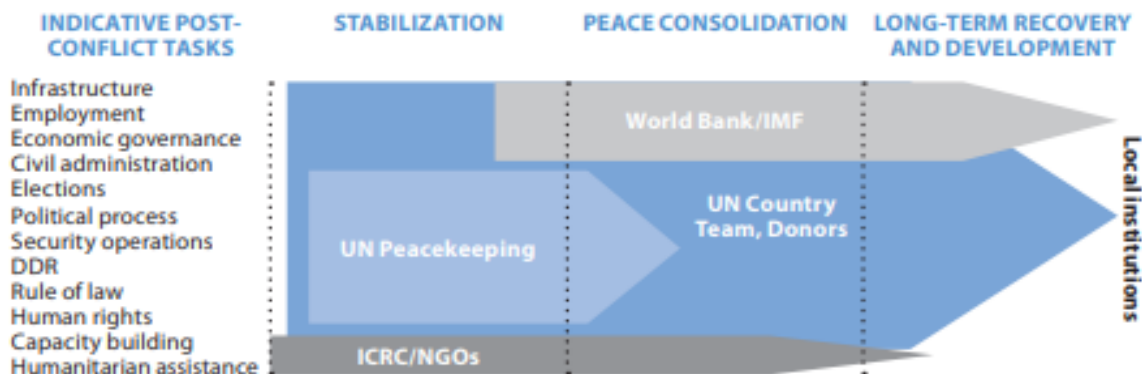 INDICATIVE POST-
CONFLICT TASKS
STABILIZATION
PEACE CONSOLIDATION
LONG-TERM RECOVERY
AND DEVELOPMENT
Infrastructure
Employment
Economic governance
Civil administration
Elections
Political process
Security operations
DDR
Rule of law
Human rights
Capacity building
Humanitarian assistance
World Bank/IMF
UN Peacekeeping
UN Country
Team, Donors
ICRC/NGOs
Local institutions